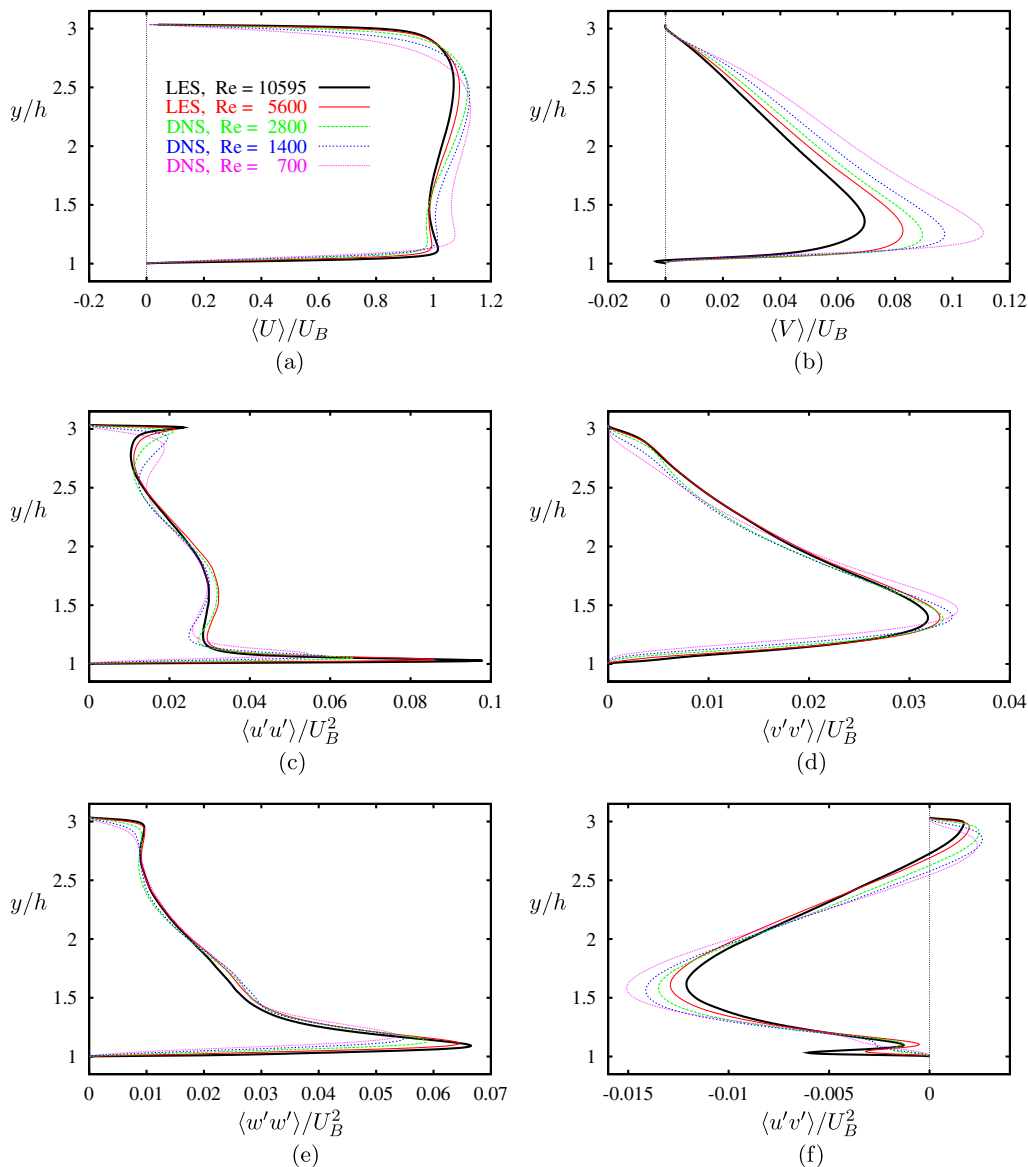 3
2.5
y/h
2
1.5
1
-0.2 0 0.2 0.4 0.6 0.8 1 1.2
⟨U⟩/U_B
(a)
LES, Re = 10595
LES, Re = 5600
DNS, Re = 2800
DNS, Re = 1400
DNS, Re = 700
3
2.5
y/h
2
1.5
1
-0.02 0 0.02 0.04 0.06 0.08 0.1 0.12
⟨V⟩/U_B
(b)
3
2.5
y/h
2
1.5
1
0 0.02 0.04 0.06 0.08 0.1
⟨u′u′⟩/U_B^2
(c)
3
2.5
y/h
2
1.5
1
0 0.01 0.02 0.03 0.04
⟨v′v′⟩/U_B^2
(d)
3
2.5
y/h
2
1.5
1
0 0.01 0.02 0.03 0.04 0.05 0.06 0.07
⟨w′w′⟩/U_B^2
(e)
3
2.5
y/h
2
1.5
1
-0.015 -0.01 -0.005 0
⟨u′v′⟩/U_B^2
(f)